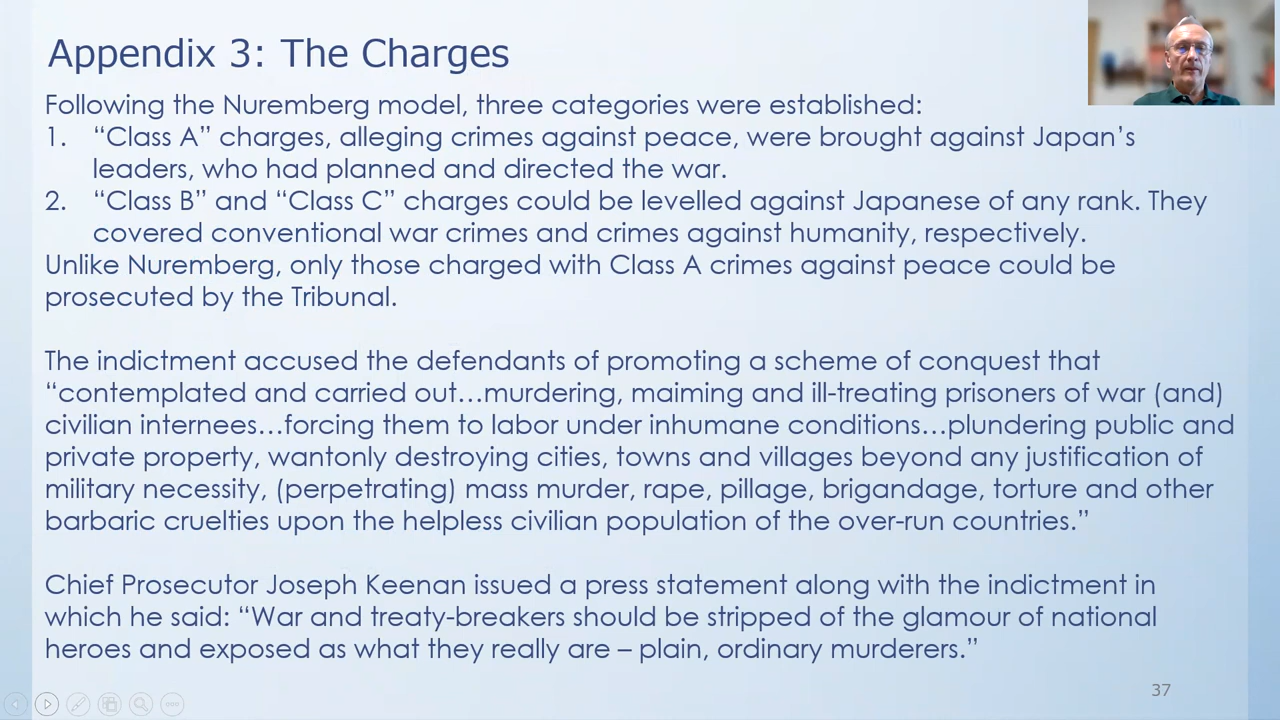 Appendix 3: The Charges
Following the Nuremberg model, three categories were established:
1. “Class A” charges, alleging crimes against peace, were brought against Japan’s
leaders, who had planned and directed the war.
2. “Class B” and “Class C” charges could be levelled against Japanese of any rank. They
covered conventional war crimes and crimes against humanity, respectively.
Unlike Nuremberg, only those charged with Class A crimes against peace could be
prosecuted by the Tribunal.
The indictment accused the defendants of promoting a scheme of conquest that
“contemplated and carried out…murdering, maiming and ill-treating prisoners of war (and)
civilian internees…forcing them to labor under inhumane conditions…plundering public and
private property, wantonly destroying cities, towns and villages beyond any justification of
military necessity, (perpetrating) mass murder, rape, pillage, brigandage, torture and other
barbaric cruelties upon the helpless civilian population of the over-run countries.”
Chief Prosecutor Joseph Keenan issued a press statement along with the indictment in
which he said: “War and treaty-breakers should be stripped of the glamour of national
heroes and exposed as what they really are – plain, ordinary murderers.”
37